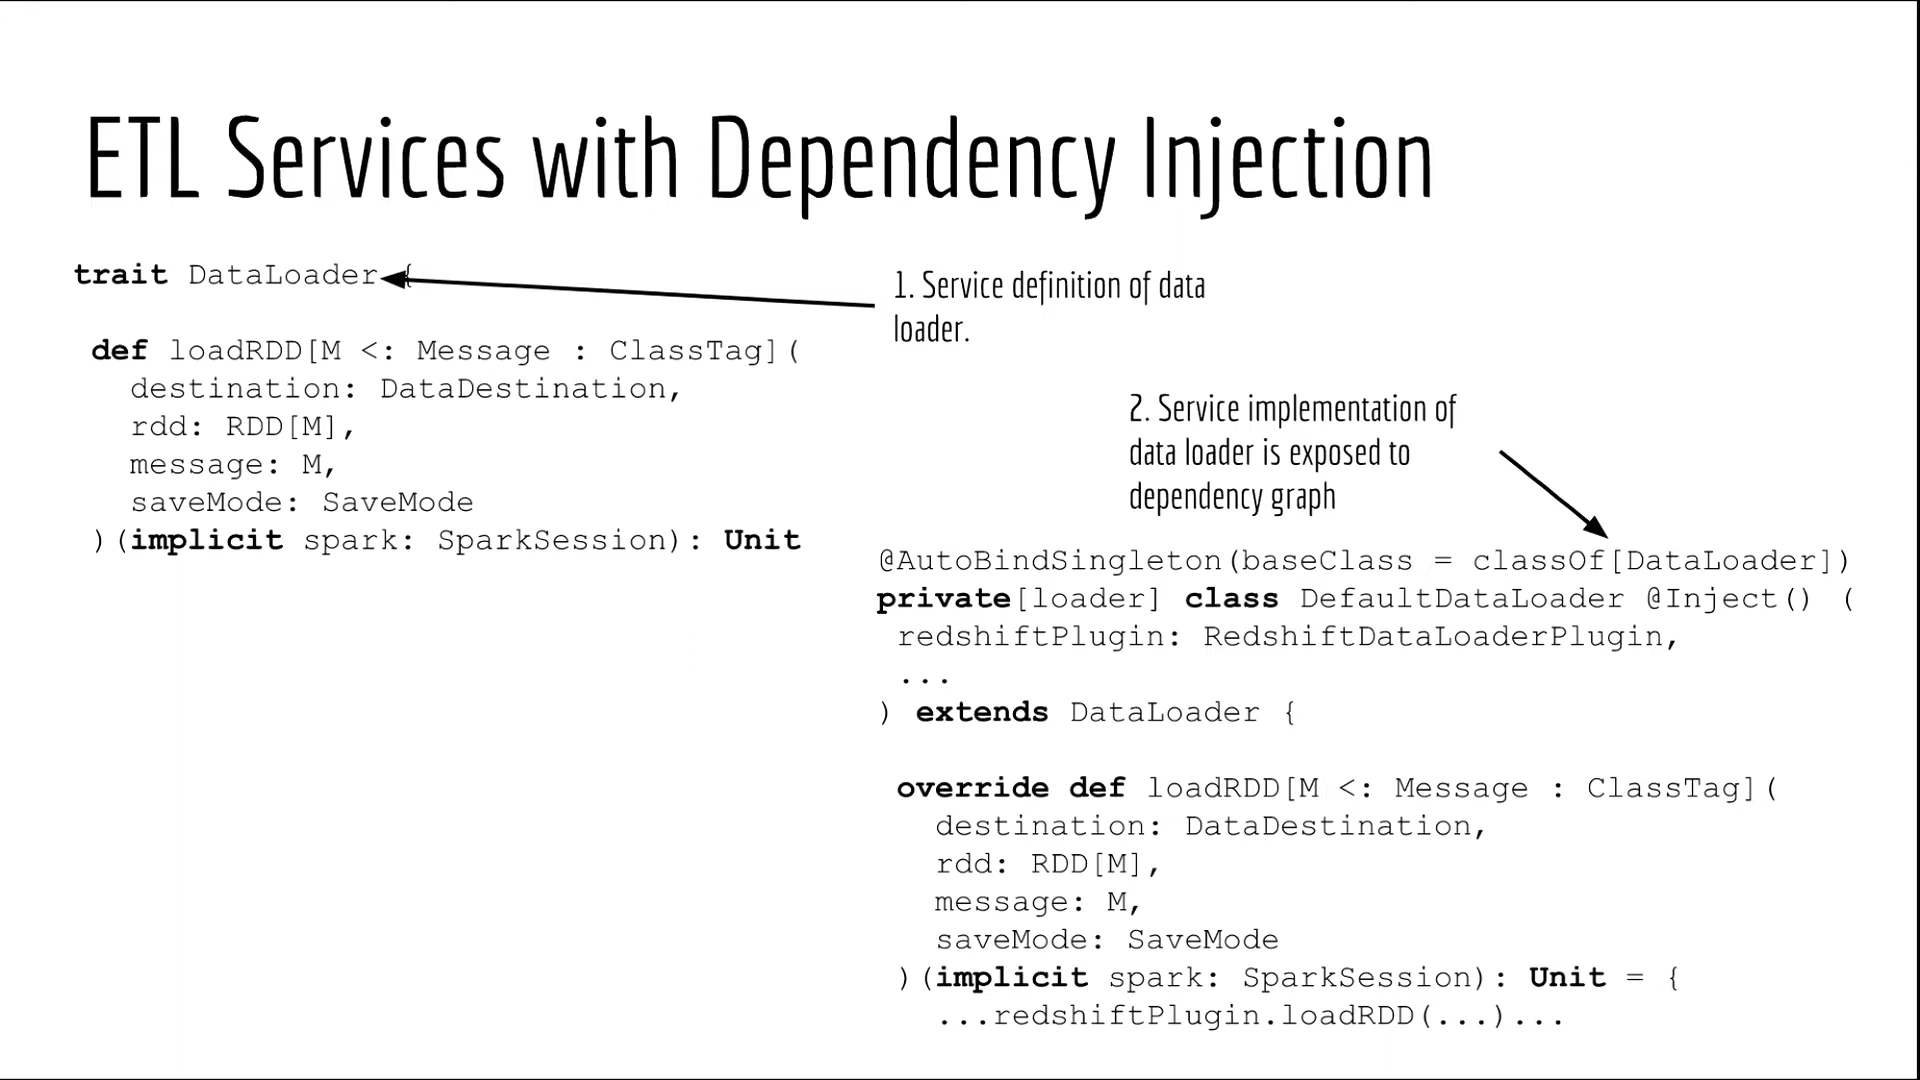 ETL Services with Dependency Injection
trait DataLoader {
def loadRDD[M <: Message : ClassTag](
destination: DataDestination,
rdd: RDD[M],
message: M,
saveMode: SaveMode
)(implicit spark: SparkSession): Unit
1. Service definition of data
loader.
2. Service implementation of
data loader is exposed to
dependency graph
@AutoBindSingleton(baseClass = classOf[DataLoader])
private[loader] class DefaultDataLoader @Inject() (
redshiftPlugin: RedshiftDataLoaderPlugin,
...
) extends DataLoader {
override def loadRDD[M <: Message : ClassTag](
destination: DataDestination,
rdd: RDD[M],
message: M,
saveMode: SaveMode
)(implicit spark: SparkSession): Unit = {
...redshiftPlugin.loadRDD(...)...